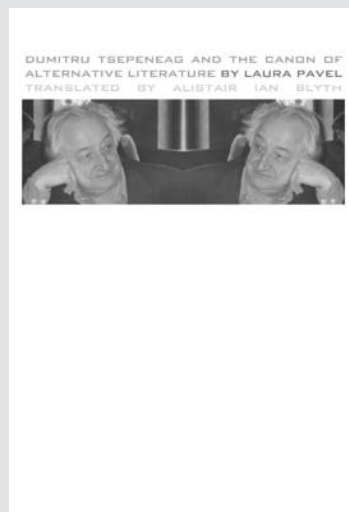 DUMITRU TSEPENEAG AND THE CANON OF
ALTERNATIVE LITERATURE BY LAURA PAVEL
TRANSLATED BY ALISTAIR IAN BLYTH